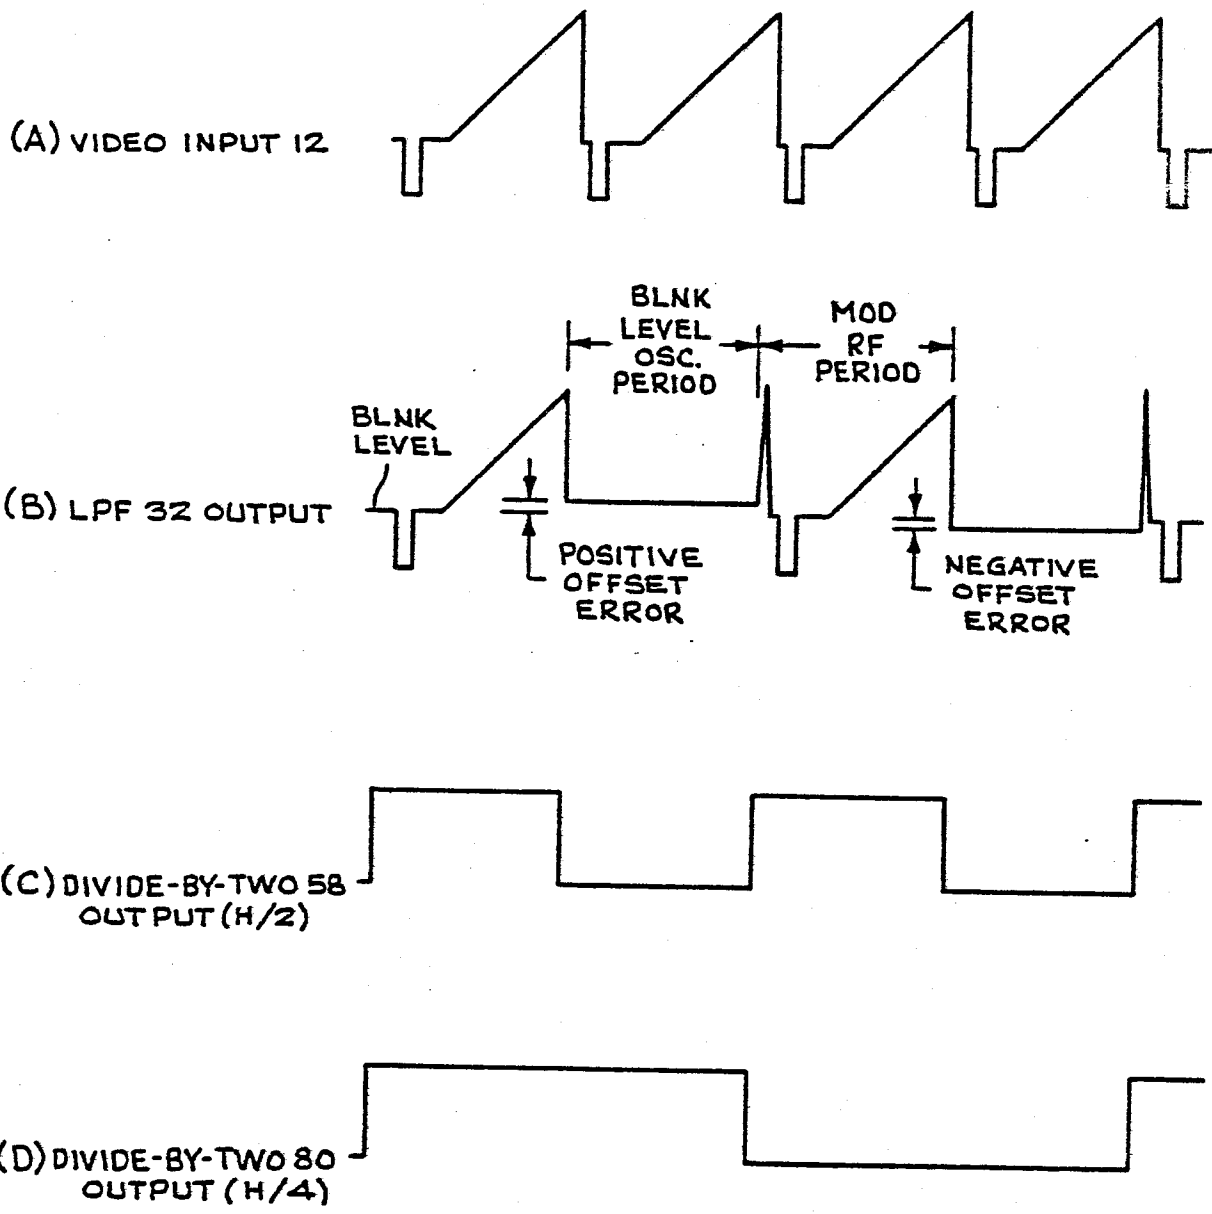 (A) VIDEO INPUT 12
BLNK
LEVEL
OSC.
PERIOD
MOD
RF
PERIOD
BLNK
LEVEL
(B) LPF 32 OUTPUT
POSITIVE
OFFSET
ERROR
NEGATIVE
OFFSET
ERROR
(C) DIVIDE-BY-TWO 58
OUTPUT (H/2)
(D) DIVIDE-BY-TWO 80
OUTPUT (H/4)